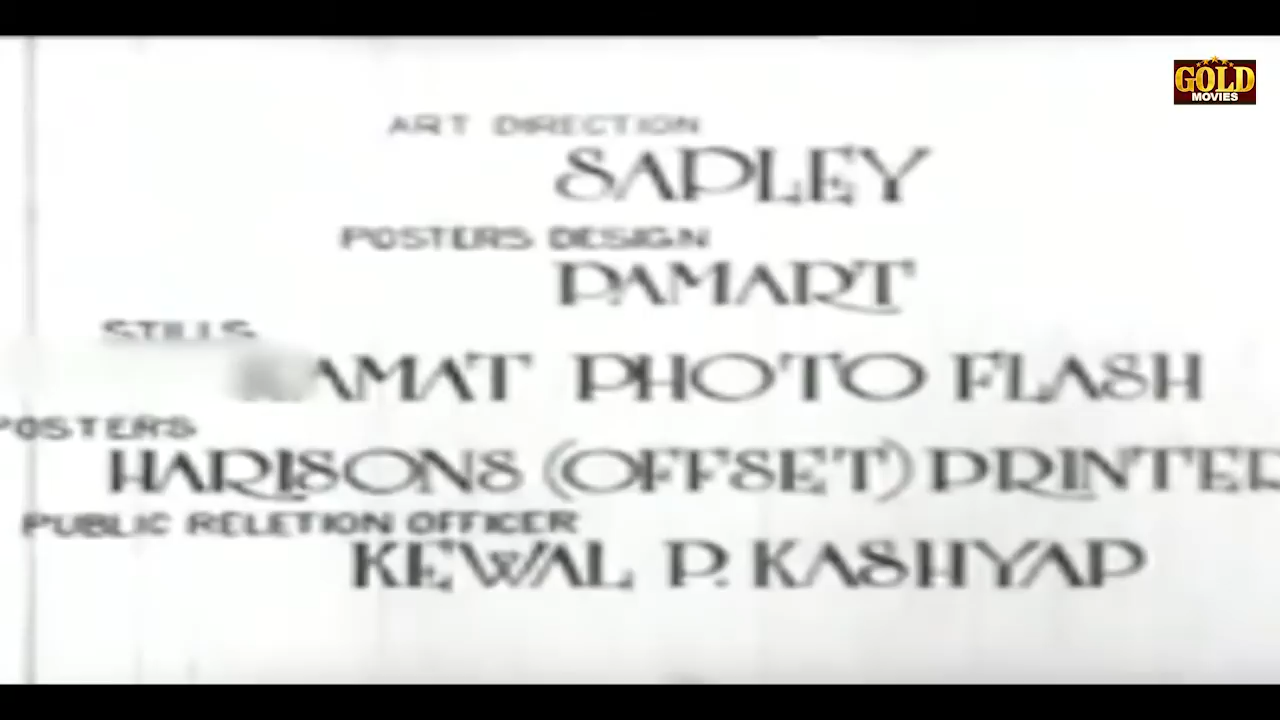 GOLD
MOVIES
ART DIRECTION
SAPLEY
POSTERS DESIGN
PAMART
STILLS
PHOTO FLASH
POSTERS
HARISONS (OFFSET) PRINTER
PUBLIC RELETION OFFICER
KEWAL P. KASHYAP